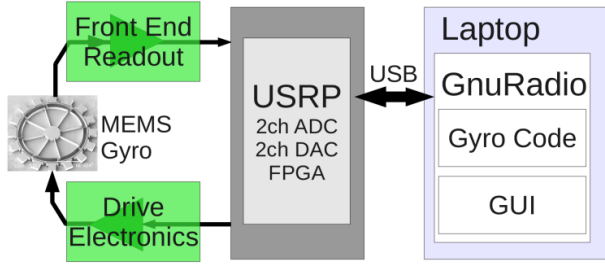 Front End
Readout
MEMS
Gyro
Drive
Electronics
USRP
2ch ADC
2ch DAC
FPGA
USB
Laptop
GnuRadio
Gyro Code
GUI